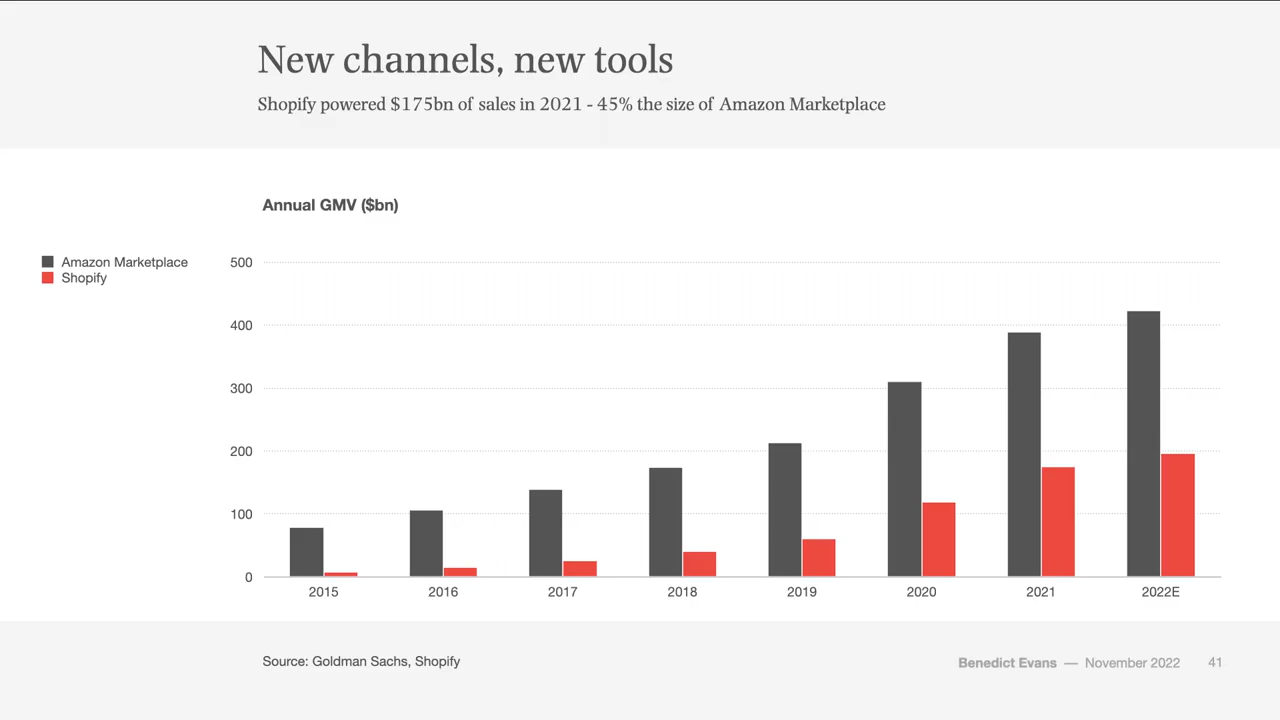 New channels, new tools
Shopify powered $175bn of sales in 2021 - 45% the size of Amazon Marketplace
Annual GMV ($bn)
Amazon Marketplace
Shopify
500
400
300
200
100
0
2015 2016 2017 2018 2019 2020 2021 2022E
Source: Goldman Sachs, Shopify
Benedict Evans — November 2022 41